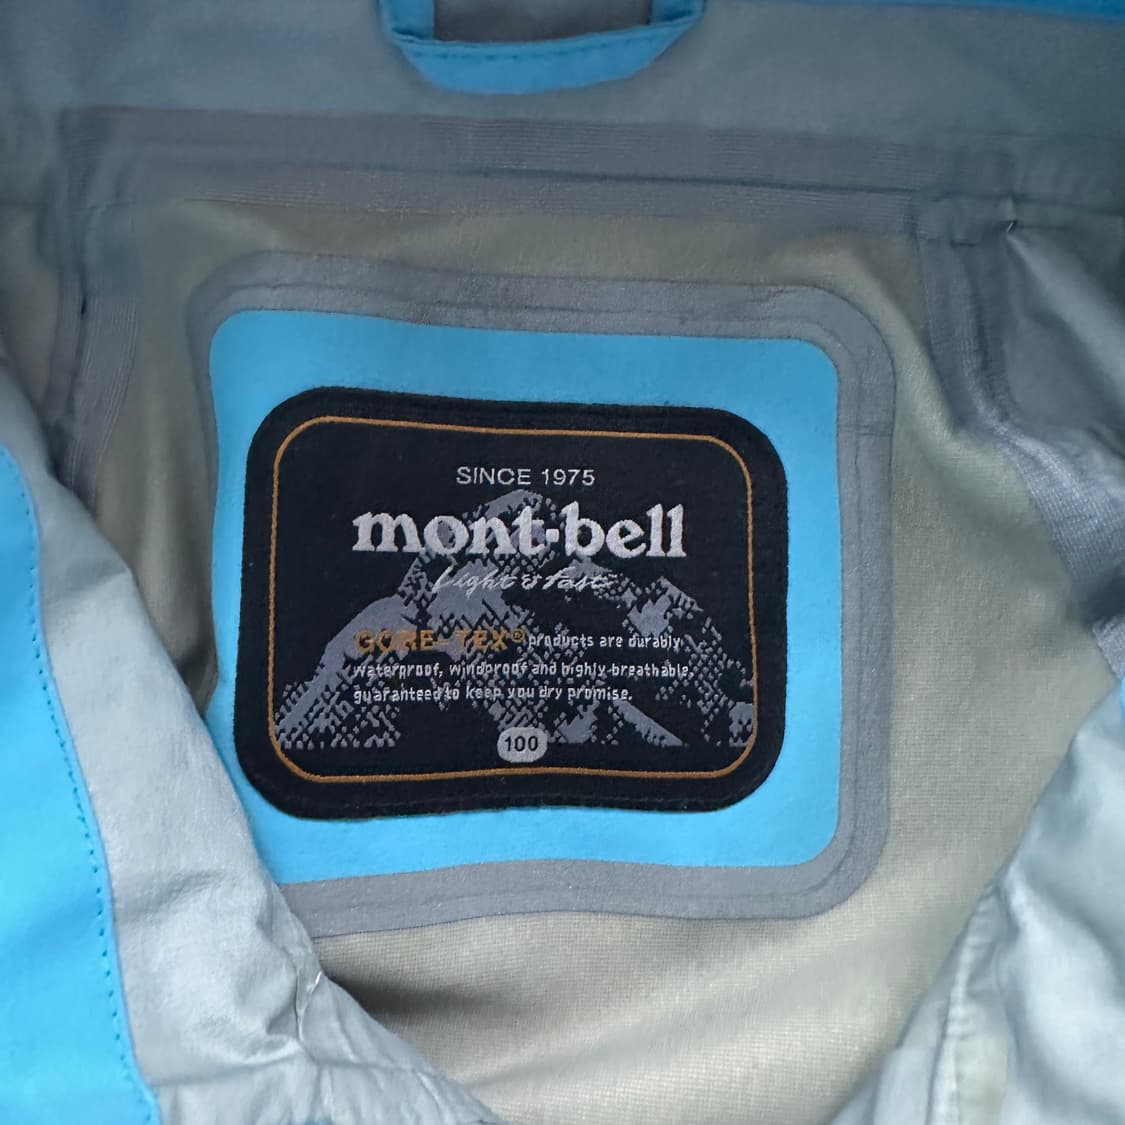 SINCE 1975
mont-bell
Light & Fast
GORE-TEX® products are durably
waterproof, windproof and highly breathable,
guaranteed to keep you dry promise.
100